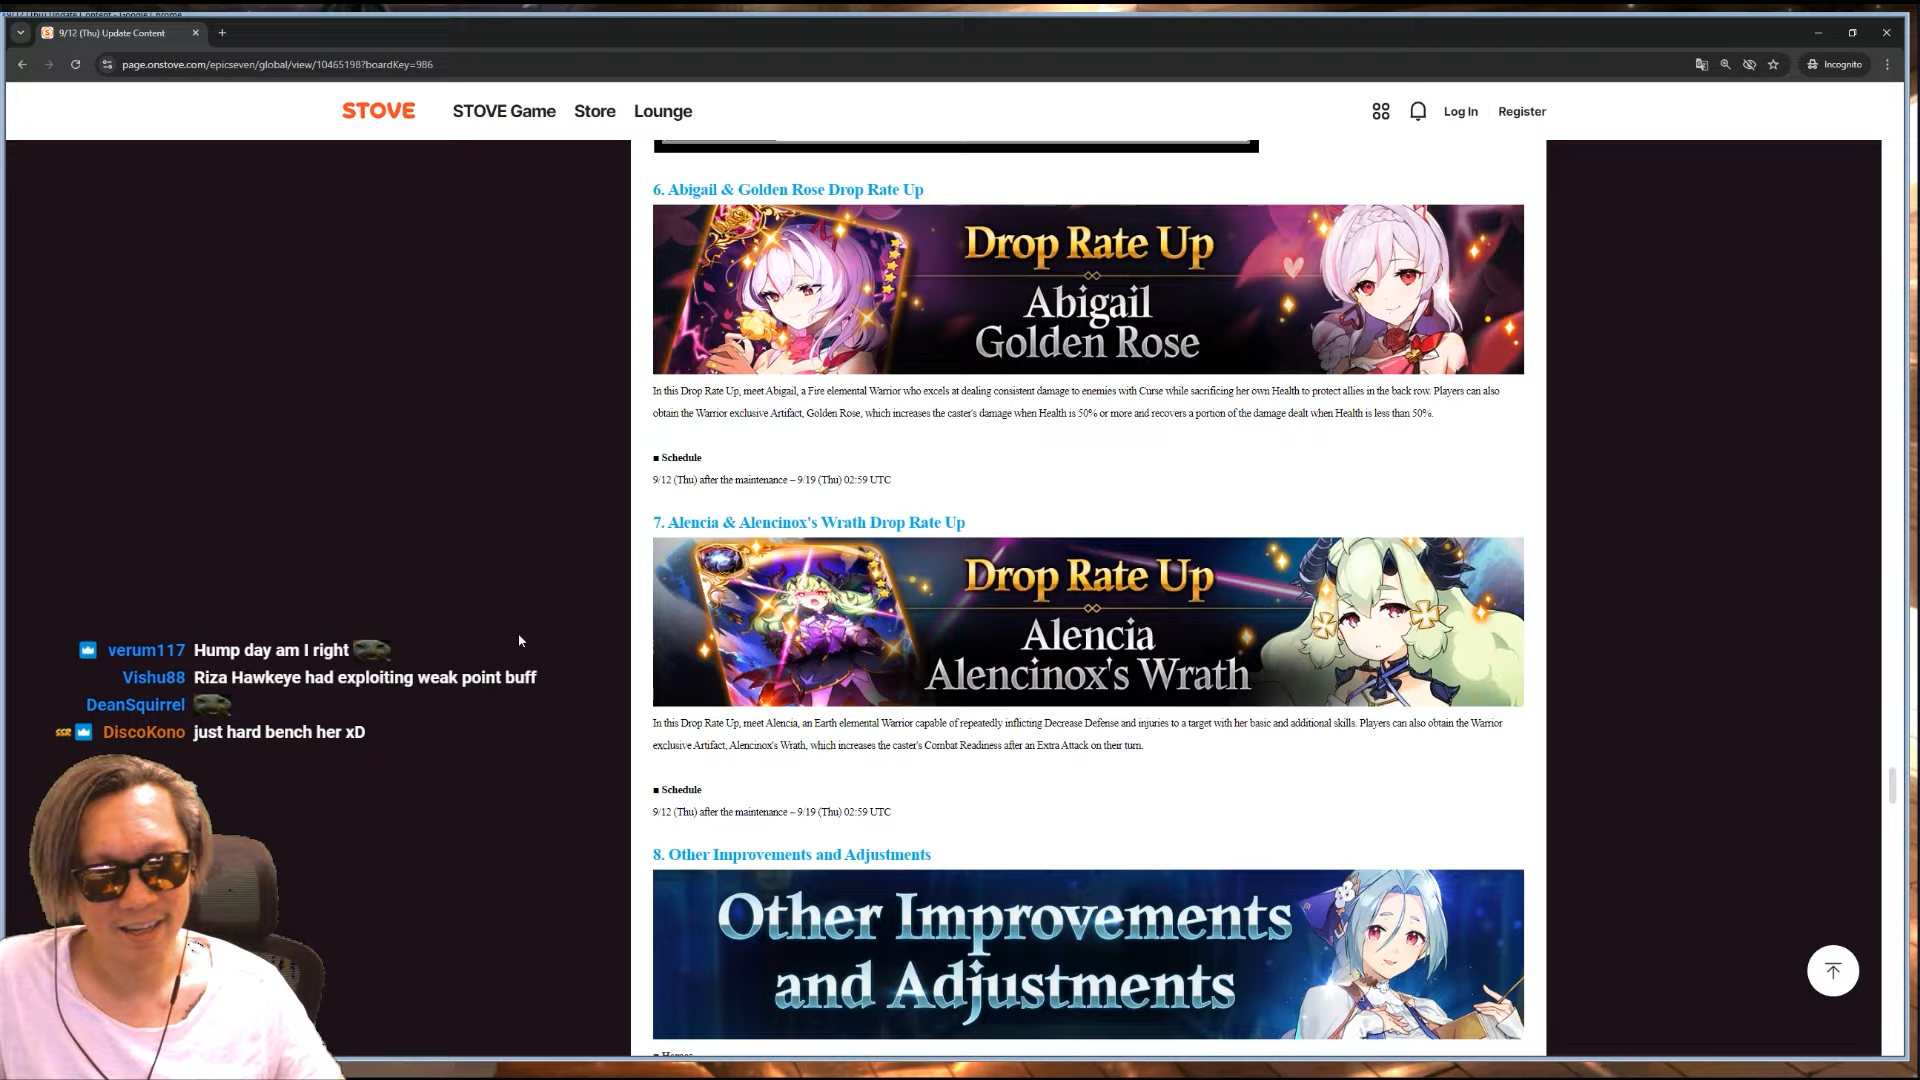 9/12 (Thu) Update Content - Google Chrome
9/12 (Thu) Update Content
page.onstove.com/epicseven/global/view/10465198?boardKey=986
Incognito
STOVE
STOVE Game
Store
Lounge
Log In
Register
6. Abigail & Golden Rose Drop Rate Up
Drop Rate Up
Abigail
Golden Rose
In this Drop Rate Up, meet Abigail, a Fire elemental Warrior who excels at dealing consistent damage to enemies with Curse while sacrificing her own Health to protect allies in the back row. Players can also
obtain the Warrior exclusive Artifact, Golden Rose, which increases the caster's damage when Health is 50% or more and recovers a portion of the damage dealt when Health is less than 50%.
■ Schedule
9/12 (Thu) after the maintenance – 9/19 (Thu) 02:59 UTC
7. Alencia & Alencinox's Wrath Drop Rate Up
Drop Rate Up
Alencia
Alencinox's Wrath
In this Drop Rate Up, meet Alencia, an Earth elemental Warrior capable of repeatedly inflicting Decrease Defense and injuries to a target with her basic and additional skills. Players can also obtain the Warrior
exclusive Artifact, Alencinox's Wrath, which increases the caster's Combat Readiness after an Extra Attack on their turn.
■ Schedule
9/12 (Thu) after the maintenance – 9/19 (Thu) 02:59 UTC
8. Other Improvements and Adjustments
Other Improvements
and Adjustments
■ Heroes
verum117 Hump day am I right
Vishu88 Riza Hawkeye had exploiting weak point buff
DeanSquirrel
SSR DiscoKono just hard bench her xD